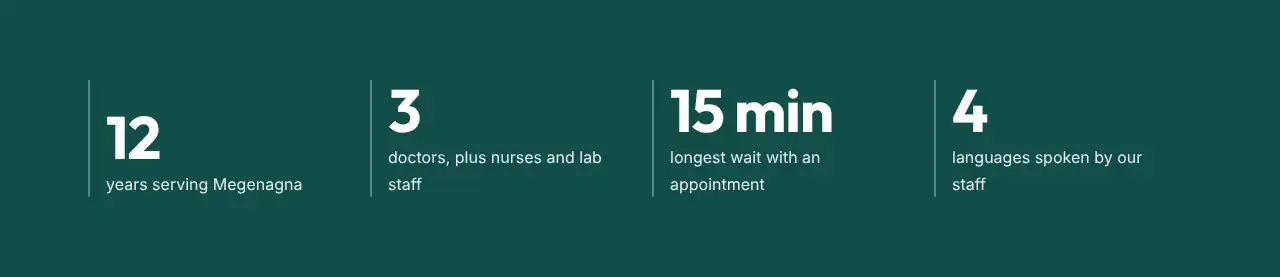 12
years serving Megenagna
3
doctors, plus nurses and lab
staff
15 min
longest wait with an
appointment
4
languages spoken by our
staff